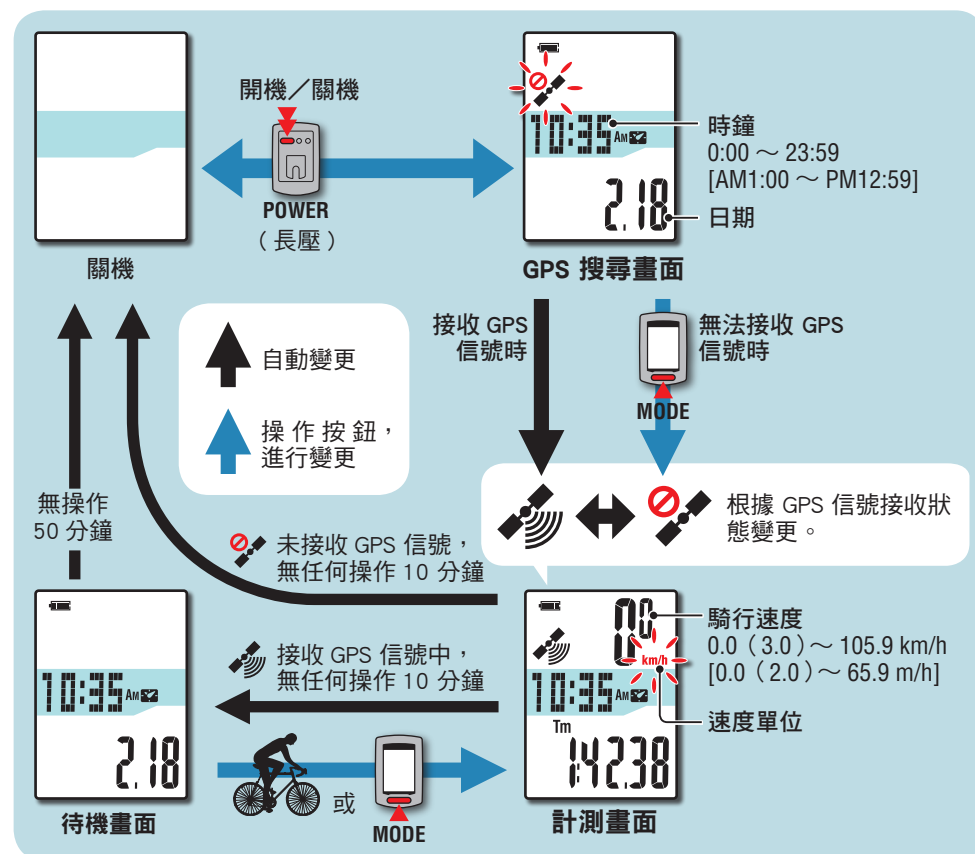 開機／關機
POWER
（長壓）
關機
10:35 AM
2.18
時鐘
0:00 ～ 23:59
[AM1:00 ～ PM12:59]
日期
GPS 搜尋畫面
自動變更
操作按鈕，
進行變更
接收 GPS
信號時
無法接收 GPS
信號時
MODE
根據 GPS 信號接收狀
態變更。
無操作
50 分鐘
未接收 GPS 信號，
無任何操作 10 分鐘
接收 GPS 信號中，
無任何操作 10 分鐘
10:35 AM
2.18
待機畫面
或
MODE
0.0
km/h
10:35 AM
Tm
1:42'38
騎行速度
0.0（3.0）～ 105.9 km/h
[0.0（2.0）～ 65.9 m/h]
速度單位
計測畫面